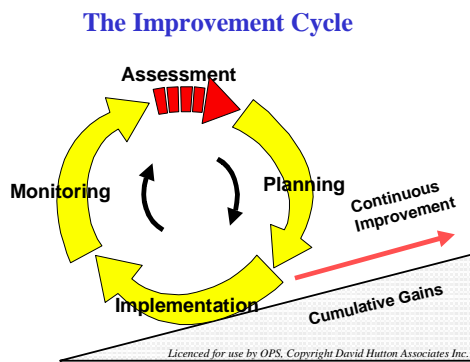 The Improvement Cycle
Assessment
Monitoring
Planning
Continuous
Improvement
Implementation
Cumulative Gains
Licenced for use by OPS, Copyright David Hutton Associates Inc.